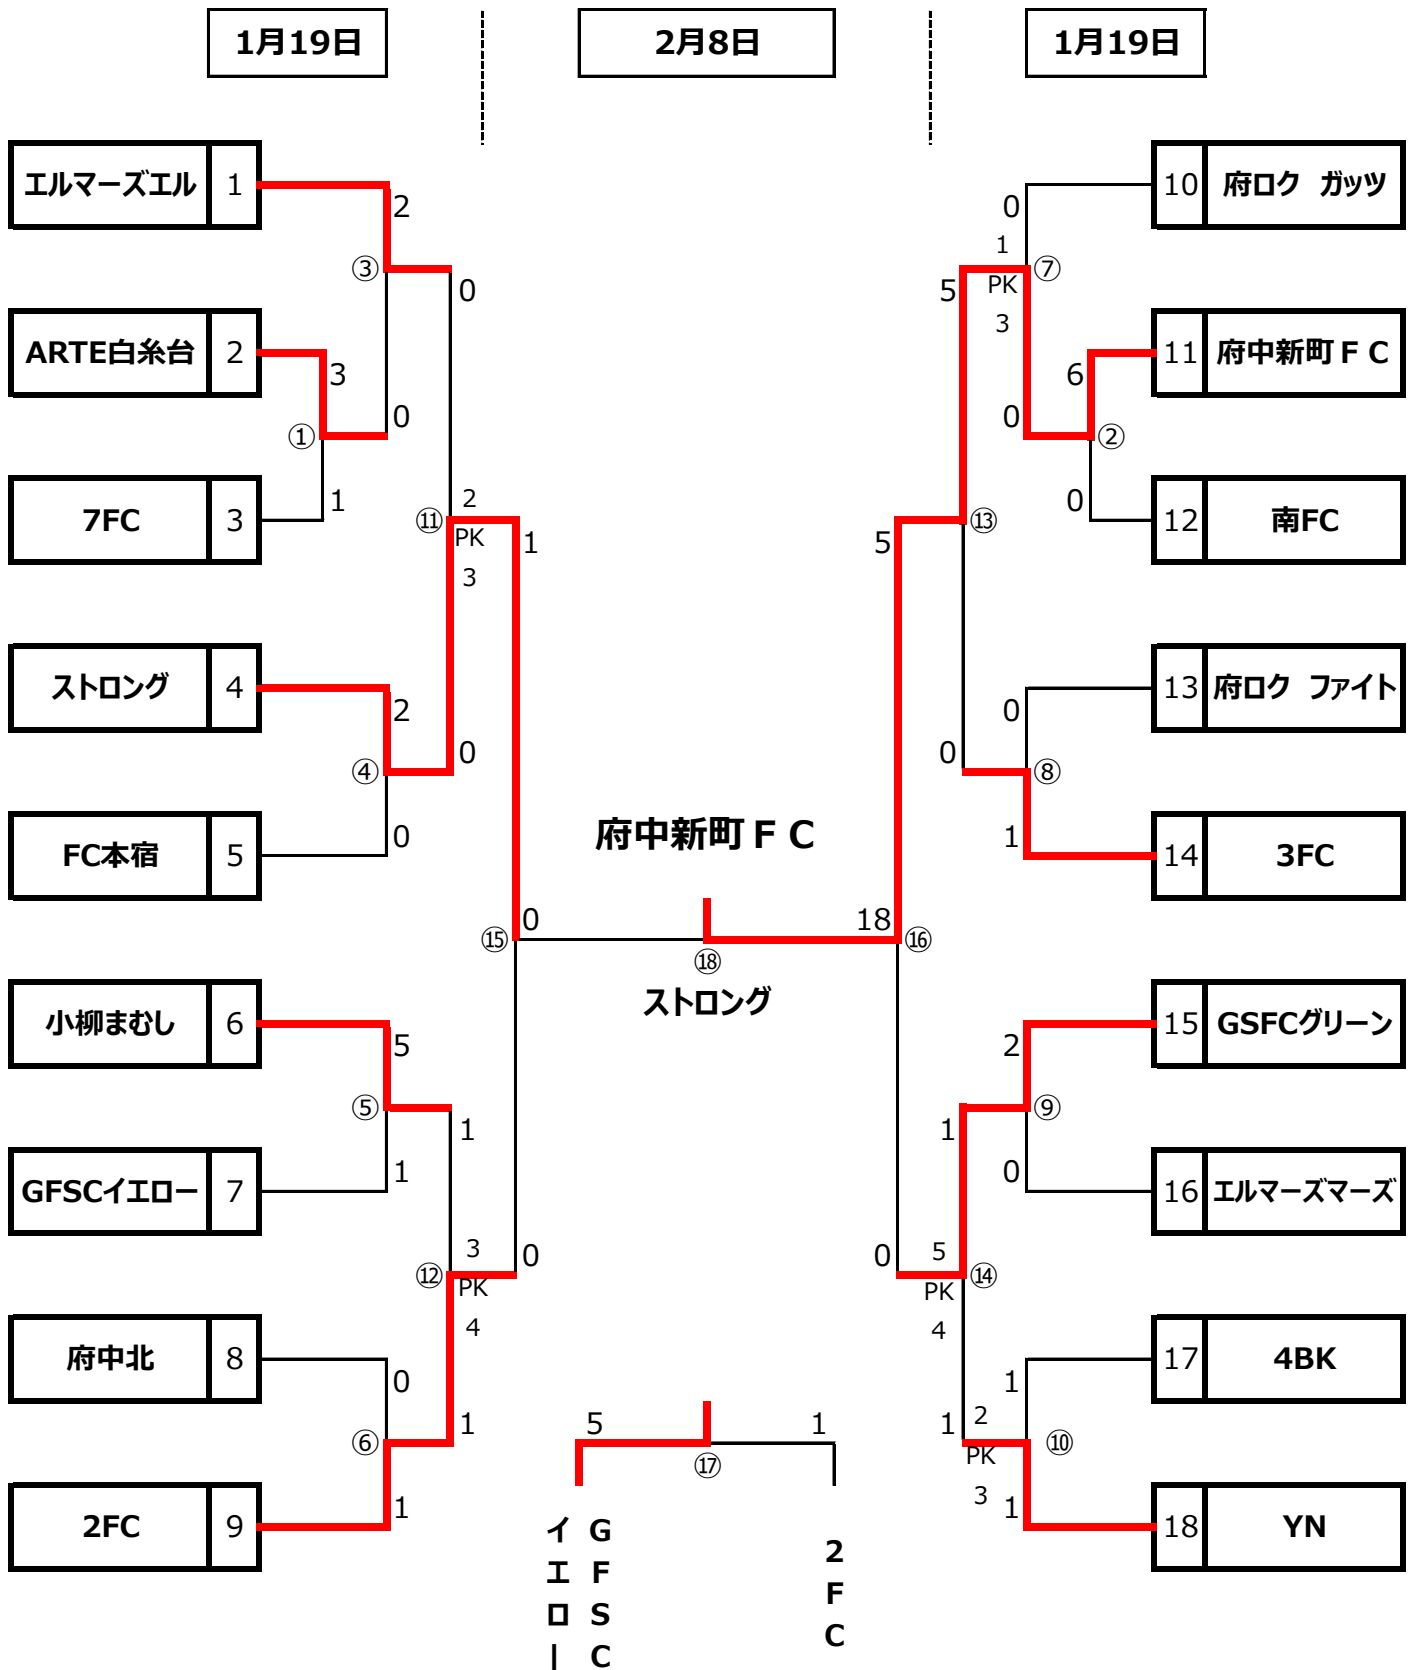 1月19日
2月8日
1月19日
エルマーズエル 1
ARTE白糸台 2
7FC 3
ストロング 4
FC本宿 5
小柳まむし 6
GFSCイエロー 7
府中北 8
2FC 9
10 府ロク ガッツ
11 府中新町ＦＣ
12 南FC
13 府ロク ファイト
14 3FC
15 GSFCグリーン
16 エルマーズマーズ
17 4BK
18 YN
2
③
0
3
0
①
1
2
⑪
PK
1
3
2
0
④
0
5
⑤
1
1
3
⑫
PK
0
4
0
1
⑥
1
0
1
5
PK
⑦
3
6
0
②
0
5
⑬
0
0
⑧
1
2
1
⑨
0
0
5
PK
⑭
4
1
1
2
PK
⑩
3
1
府中新町ＦＣ
0
18
⑮
⑯
⑱
ストロング
5
1
⑰
GFSC
イエロー
2FC